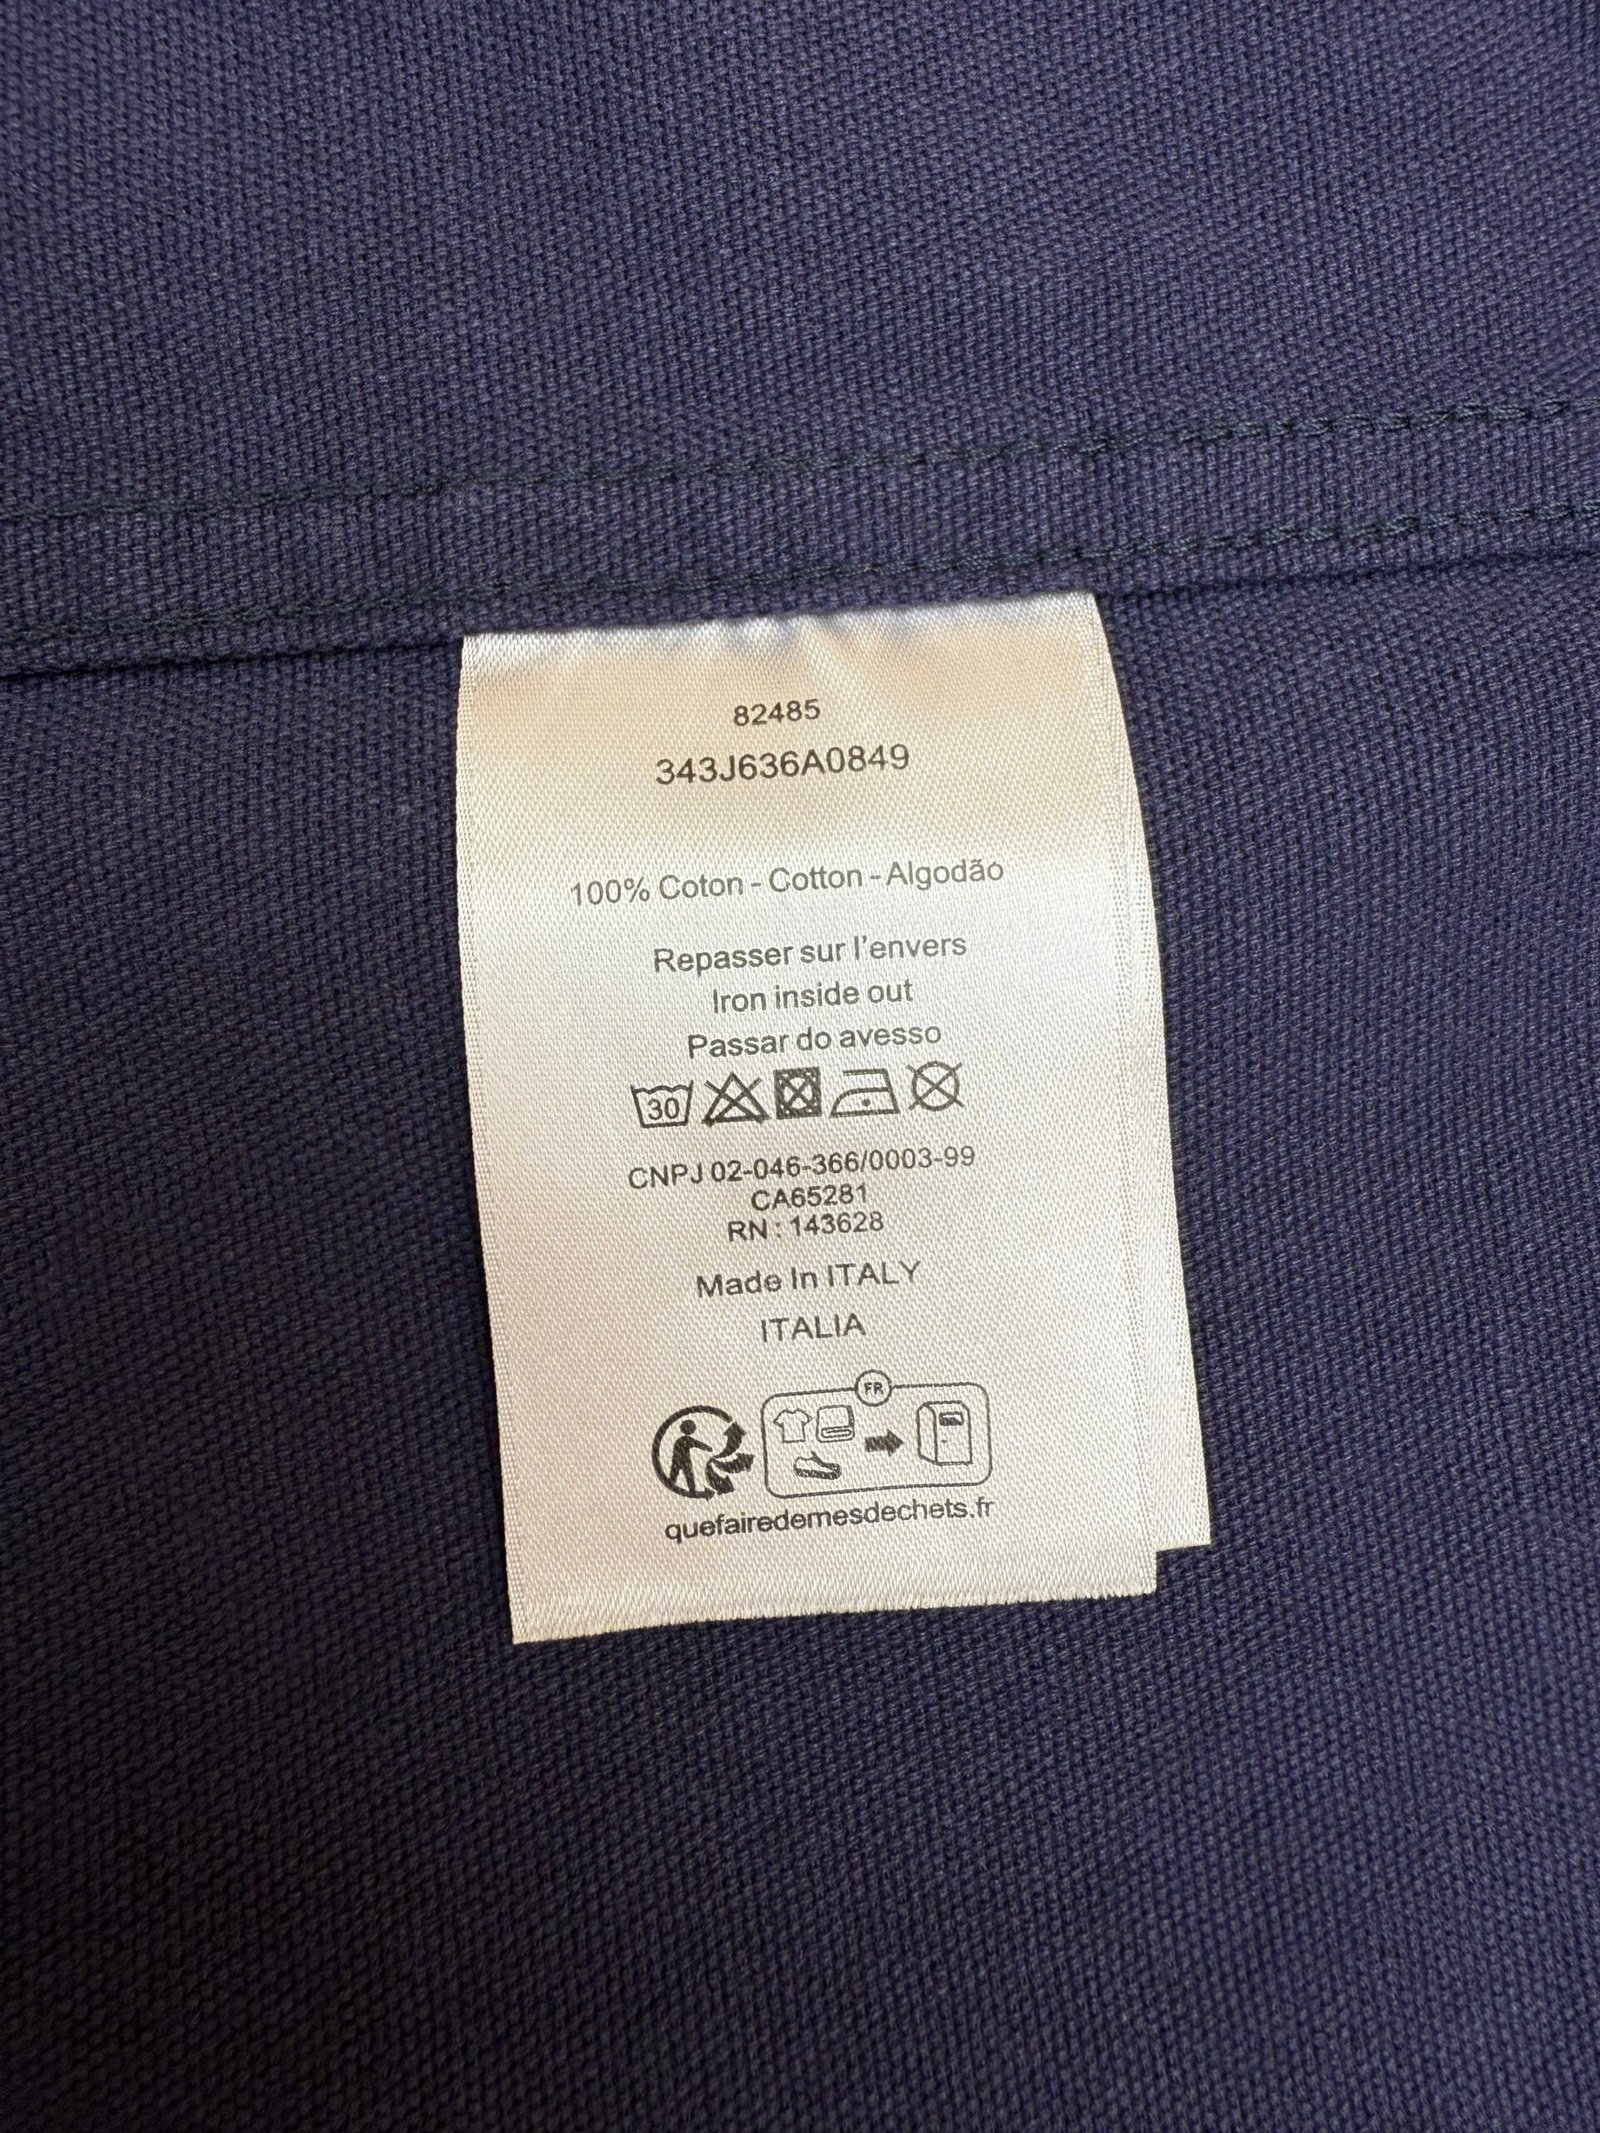 82485
343J636A0849
100% Coton - Cotton - Algodão
Repasser sur l'envers
Iron inside out
Passar do avesso
30
CNPJ 02-046-366/0003-99
CA65281
RN : 143628
Made In ITALY
ITALIA
FR
quefairedemesdechets.fr